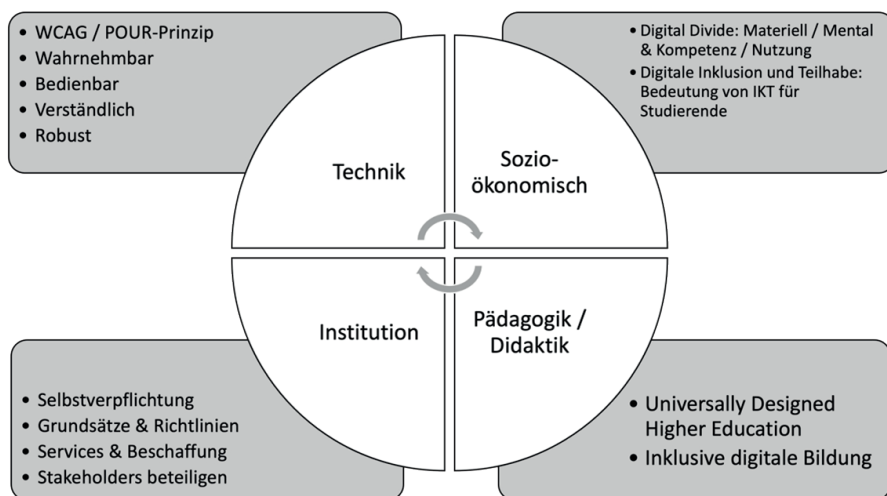 • WCAG / POUR-Prinzip
• Wahrnehmbar
• Bedienbar
• Verständlich
• Robust
• Digital Divide: Materiell / Mental
& Kompetenz / Nutzung
• Digitale Inklusion und Teilhabe:
Bedeutung von IKT für
Studierende
Technik
Sozio-
ökonomisch
Institution
Pädagogik /
Didaktik
• Selbstverpflichtung
• Grundsätze & Richtlinien
• Services & Beschaffung
• Stakeholders beteiligen
• Universally Designed
Higher Education
• Inklusive digitale Bildung